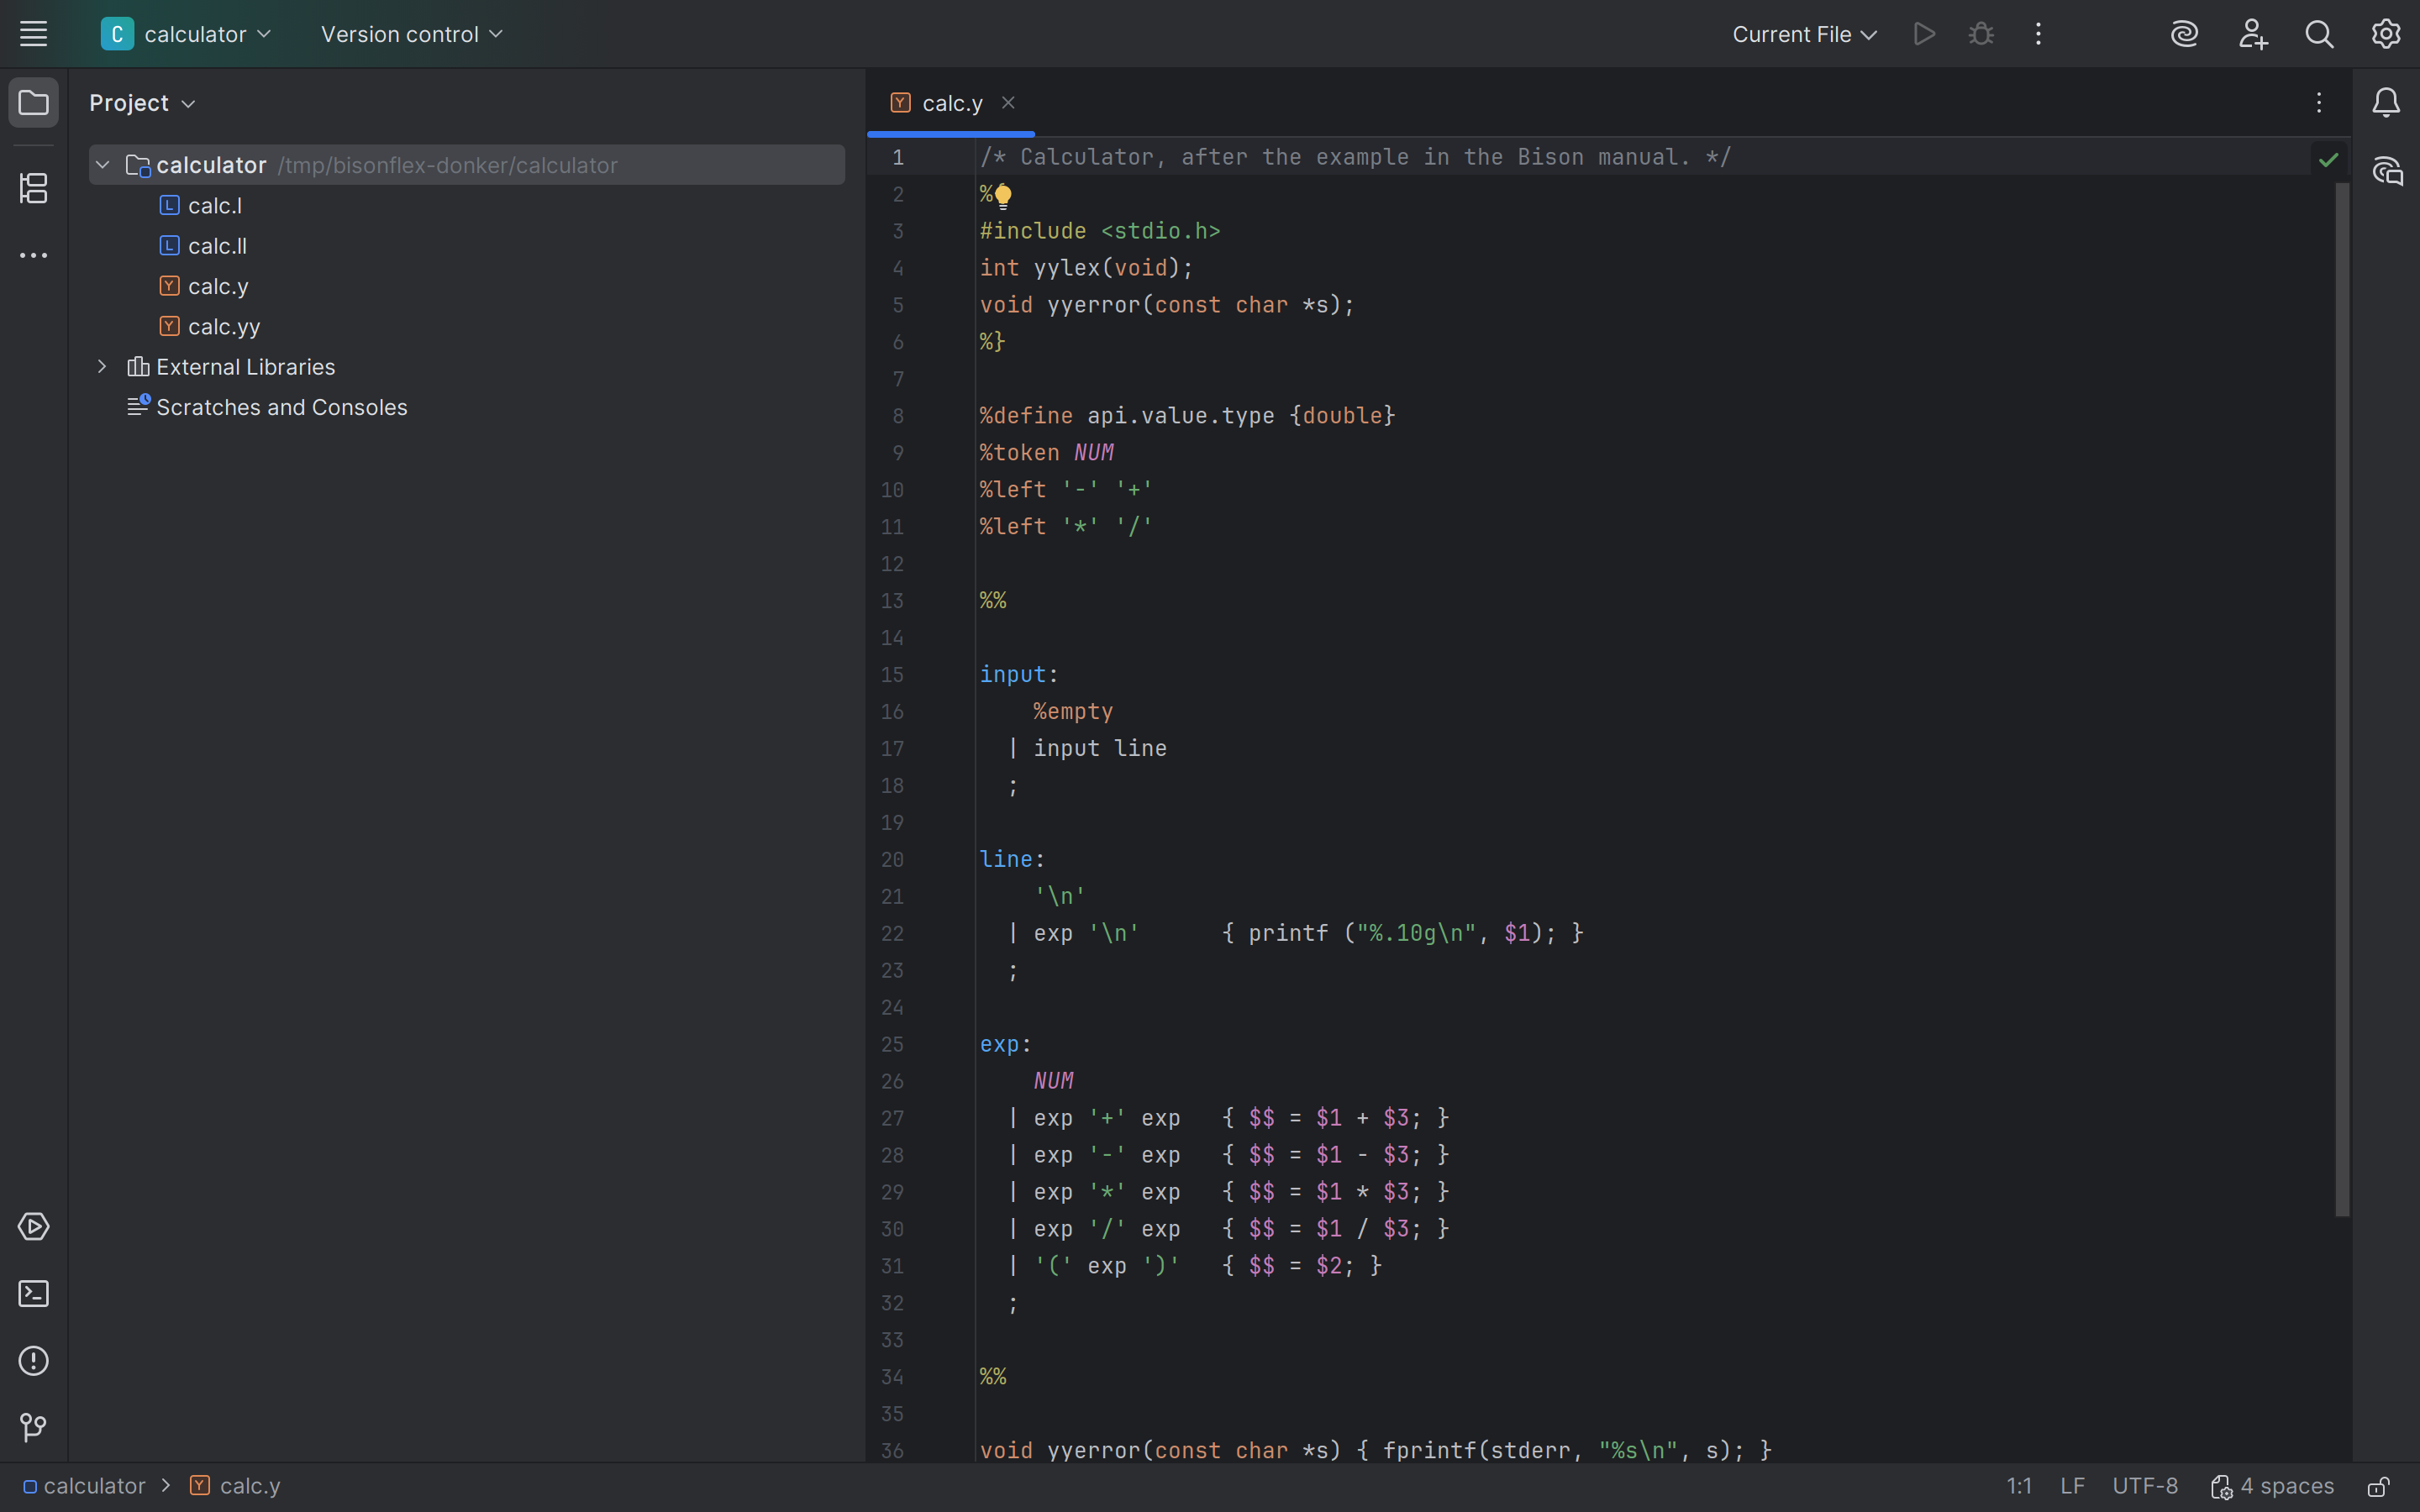 C calculator Version control Current File
Project
calculator /tmp/bisonflex-donker/calculator
L calc.l
L calc.ll
Y calc.y
Y calc.yy
External Libraries
Scratches and Consoles
Y calc.y
1 /* Calculator, after the example in the Bison manual. */
2 %
3 #include <stdio.h>
4 int yylex(void);
5 void yyerror(const char *s);
6 %}
7
8 %define api.value.type {double}
9 %token NUM
10 %left '-' '+'
11 %left '*' '/'
12
13 %%
14
15 input:
16     %empty
17   | input line
18   ;
19
20 line:
21     '\n'
22   | exp '\n'      { printf ("%.10g\n", $1); }
23   ;
24
25 exp:
26     NUM
27   | exp '+' exp   { $$ = $1 + $3; }
28   | exp '-' exp   { $$ = $1 - $3; }
29   | exp '*' exp   { $$ = $1 * $3; }
30   | exp '/' exp   { $$ = $1 / $3; }
31   | '(' exp ')'   { $$ = $2; }
32   ;
33
34 %%
35
36 void yyerror(const char *s) { fprintf(stderr, "%s\n", s); }
calculator > Y calc.y 1:1 LF UTF-8 4 spaces